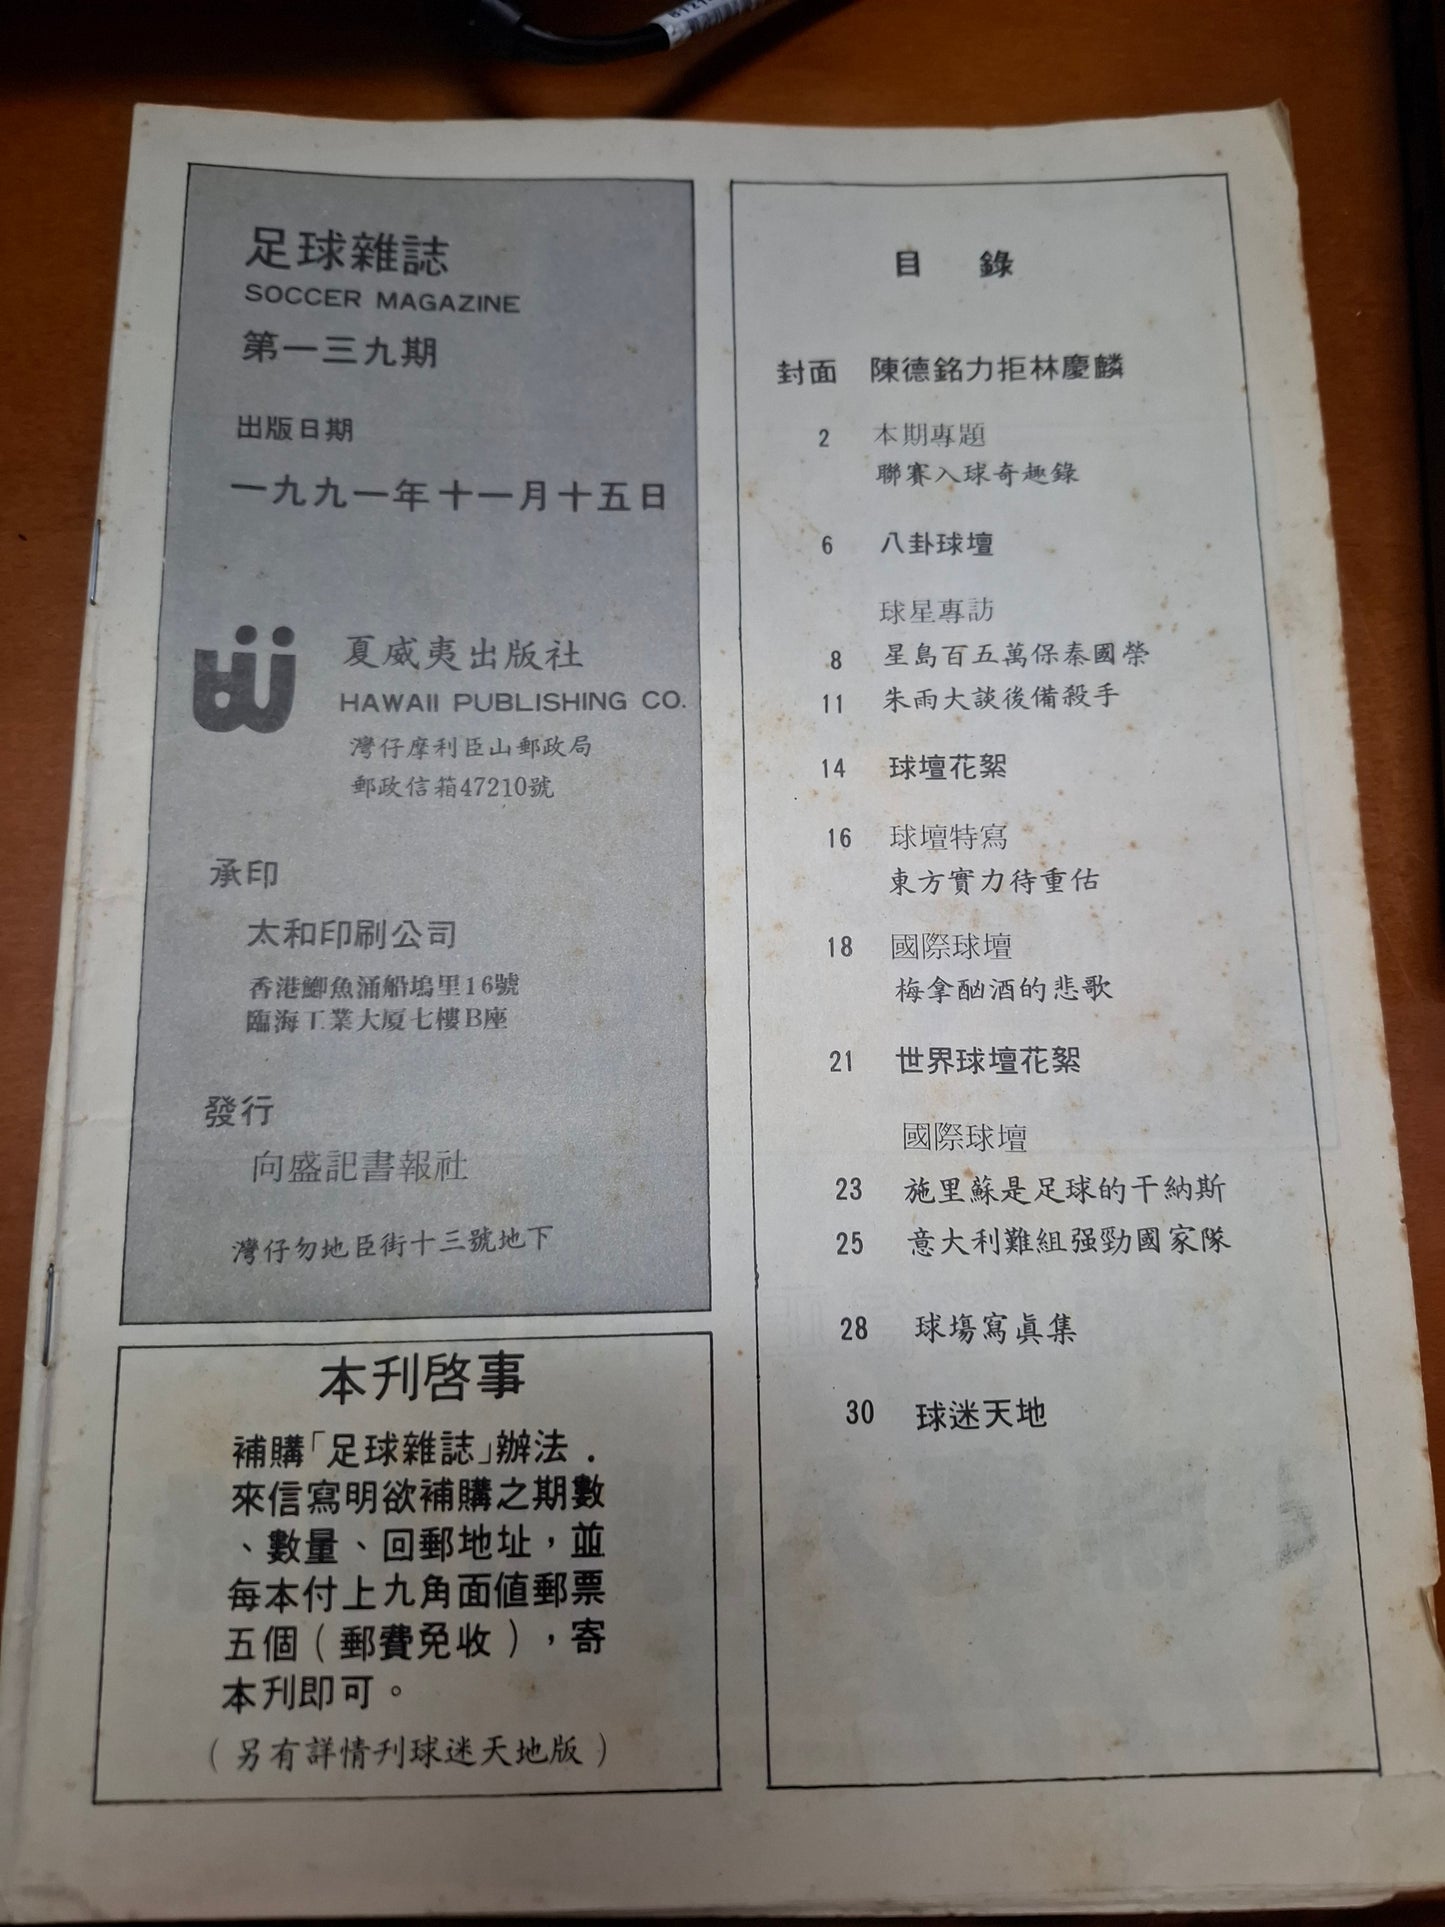 足球雜誌
SOCCER MAGAZINE
第一三九期
出版日期
一九九一年十一月十五日
夏威夷出版社
HAWAII PUBLISHING CO.
灣仔摩利臣山郵政局
郵政信箱47210號
承印
太和印刷公司
香港鰂魚涌船塢里16號
臨海工業大厦七樓B座
發行
向盛記書報社
灣仔勿地臣街十三號地下
本刋啓事
補購「足球雜誌」辦法.
來信寫明欲補購之期數
、數量、回郵地址，並
每本付上九角面値郵票
五個（郵費免收），寄
本刋即可。
（另有詳情刋球迷天地版）
目 錄
封面 陳德銘力拒林慶麟
2 本期專題
聯賽入球奇趣錄
6 八卦球壇
球星專訪
8 星島百五萬保秦國榮
11 朱雨大談後備殺手
14 球壇花絮
16 球壇特寫
東方實力待重估
18 國際球壇
梅拿酗酒的悲歌
21 世界球壇花絮
國際球壇
23 施里蘇是足球的干納斯
25 意大利難組强勁國家隊
28 球塲寫眞集
30 球迷天地